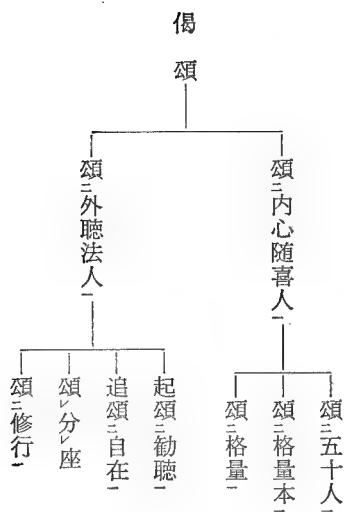 偈頌
頌㆓内心随喜人㆒
頌㆓五十人㆒
頌㆓格量本㆒
頌㆓格量㆒
頌㆓外聴法人㆒
起頌㆓勧聴㆒
追頌㆓自在㆒
頌㆑分㆑座
頌㆓修行㆒